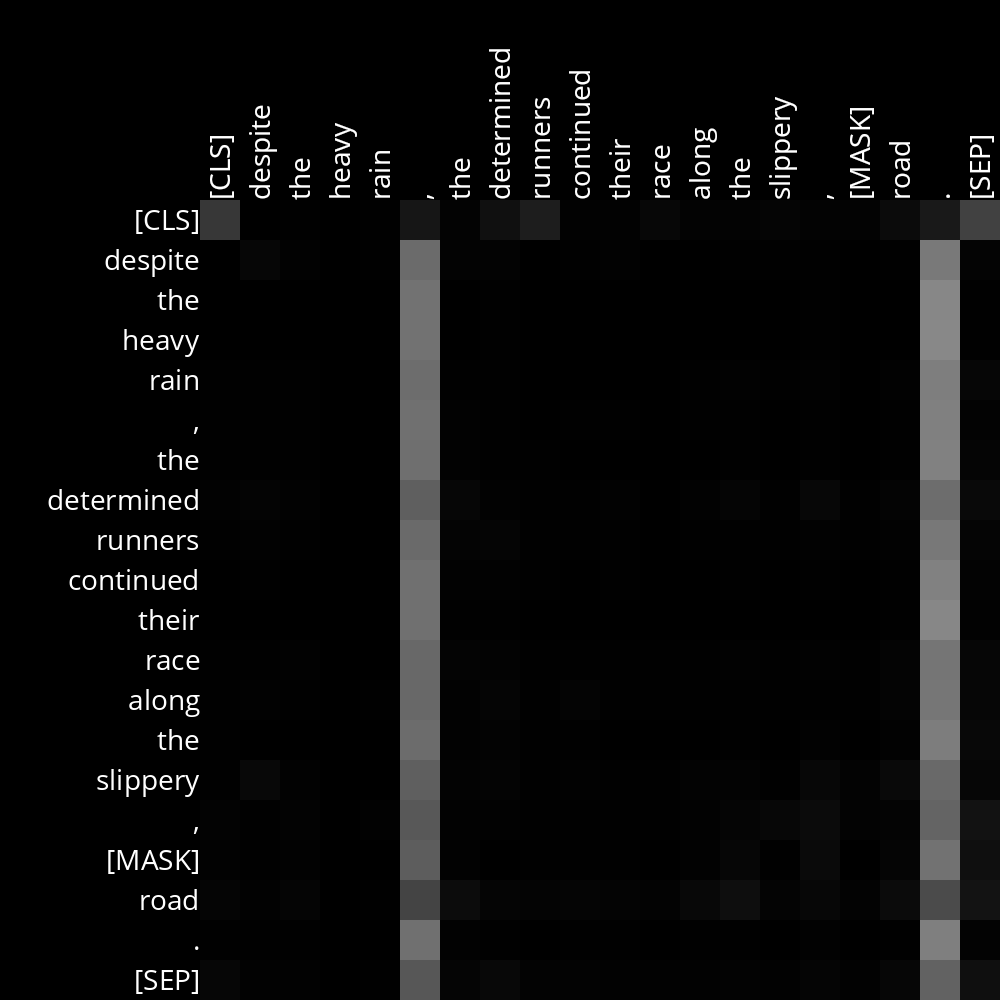 [CLS] despite the heavy rain , the determined runners continued their race along the slippery , [MASK] road . [SEP]
[CLS]
despite
the
heavy
rain
,
the
determined
runners
continued
their
race
along
the
slippery
,
[MASK]
road
.
[SEP]